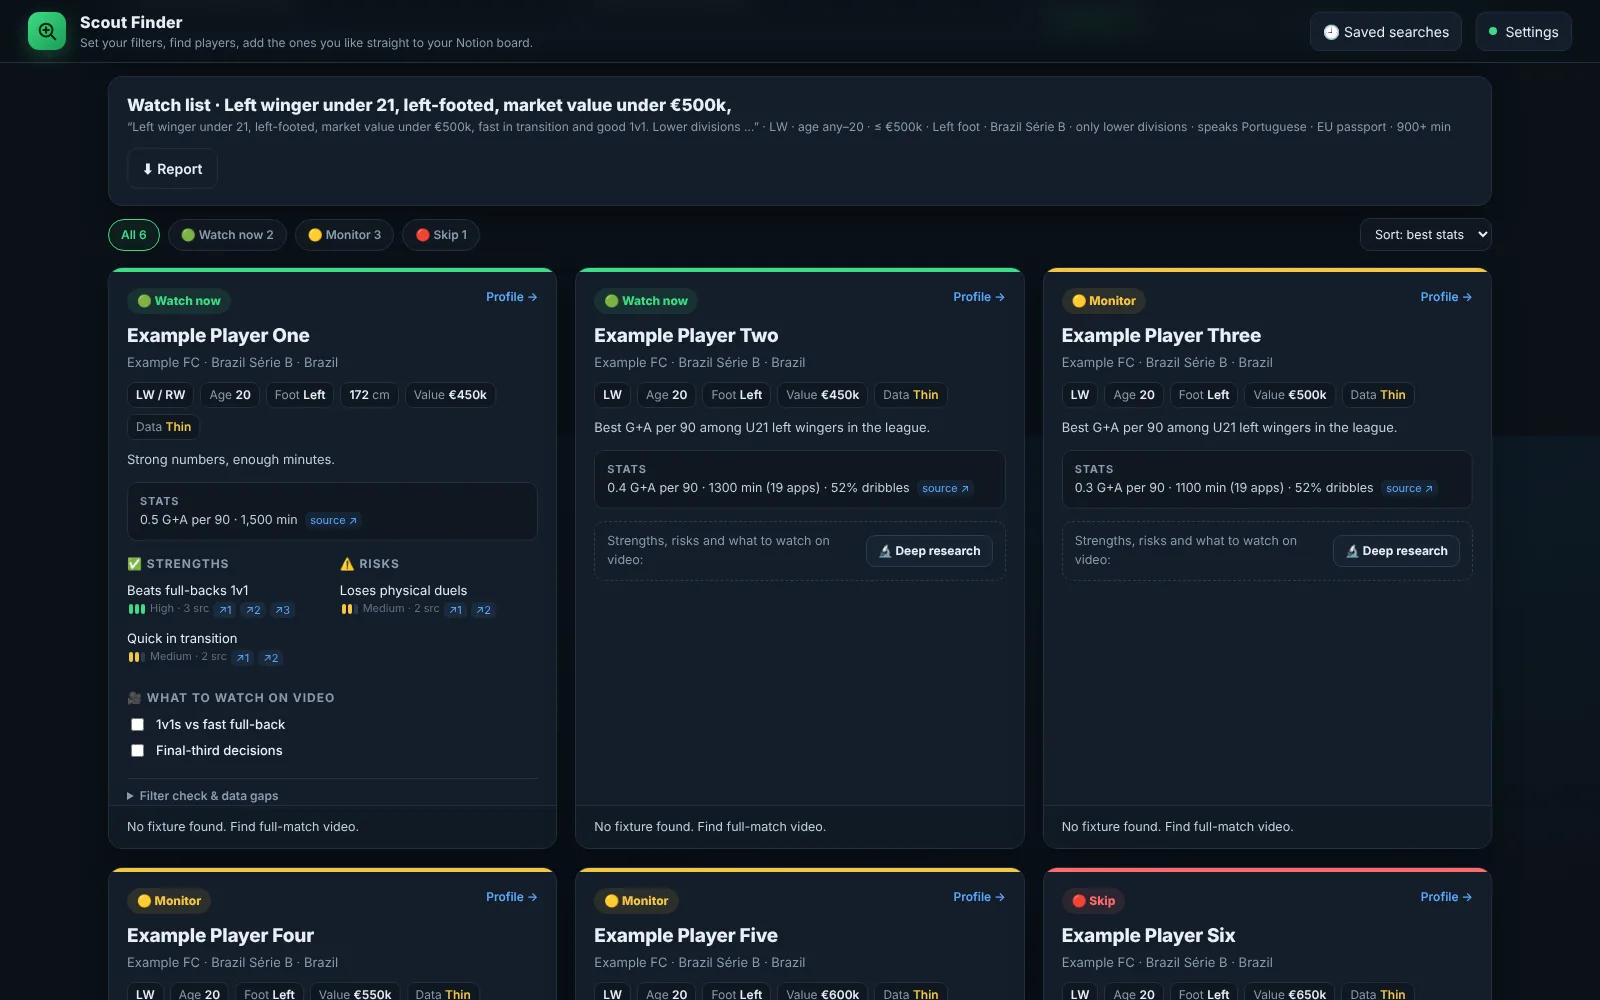 Scout Finder
Set your filters, find players, add the ones you like straight to your Notion board.
🕘 Saved searches
Settings
Watch list · Left winger under 21, left-footed, market value under €500k,
“Left winger under 21, left-footed, market value under €500k, fast in transition and good 1v1. Lower divisions ...” · LW · age any–20 · ≤ €500k · Left foot · Brazil Série B · only lower divisions · speaks Portuguese · EU passport · 900+ min
⬇ Report
All 6
🟢 Watch now 2
🟡 Monitor 3
🔴 Skip 1
Sort: best stats
🟢 Watch now
Profile →
Example Player One
Example FC · Brazil Série B · Brazil
LW / RW
Age 20
Foot Left
172 cm
Value €450k
Data Thin
Strong numbers, enough minutes.
STATS
0.5 G+A per 90 · 1,500 min source ↗
✅ STRENGTHS
Beats full-backs 1v1
High · 3 src ↗1 ↗2 ↗3
Quick in transition
Medium · 2 src ↗1 ↗2
⚠️ RISKS
Loses physical duels
Medium · 2 src ↗1 ↗2
🎥 WHAT TO WATCH ON VIDEO
1v1s vs fast full-back
Final-third decisions
▶ Filter check & data gaps
No fixture found. Find full-match video.
🟢 Watch now
Profile →
Example Player Two
Example FC · Brazil Série B · Brazil
LW
Age 20
Foot Left
Value €450k
Data Thin
Best G+A per 90 among U21 left wingers in the league.
STATS
0.4 G+A per 90 · 1300 min (19 apps) · 52% dribbles source ↗
Strengths, risks and what to watch on
video:
🔬 Deep research
No fixture found. Find full-match video.
🟡 Monitor
Profile →
Example Player Three
Example FC · Brazil Série B · Brazil
LW
Age 20
Foot Left
Value €500k
Data Thin
Best G+A per 90 among U21 left wingers in the league.
STATS
0.3 G+A per 90 · 1100 min (19 apps) · 52% dribbles source ↗
Strengths, risks and what to watch on
video:
🔬 Deep research
No fixture found. Find full-match video.
🟡 Monitor
Profile →
Example Player Four
Example FC · Brazil Série B · Brazil
LW
Age 20
Foot Left
Value €550k
Data Thin
🟡 Monitor
Profile →
Example Player Five
Example FC · Brazil Série B · Brazil
LW
Age 20
Foot Left
Value €600k
Data Thin
🔴 Skip
Profile →
Example Player Six
Example FC · Brazil Série B · Brazil
LW
Age 20
Foot Left
Value €650k
Data Thin